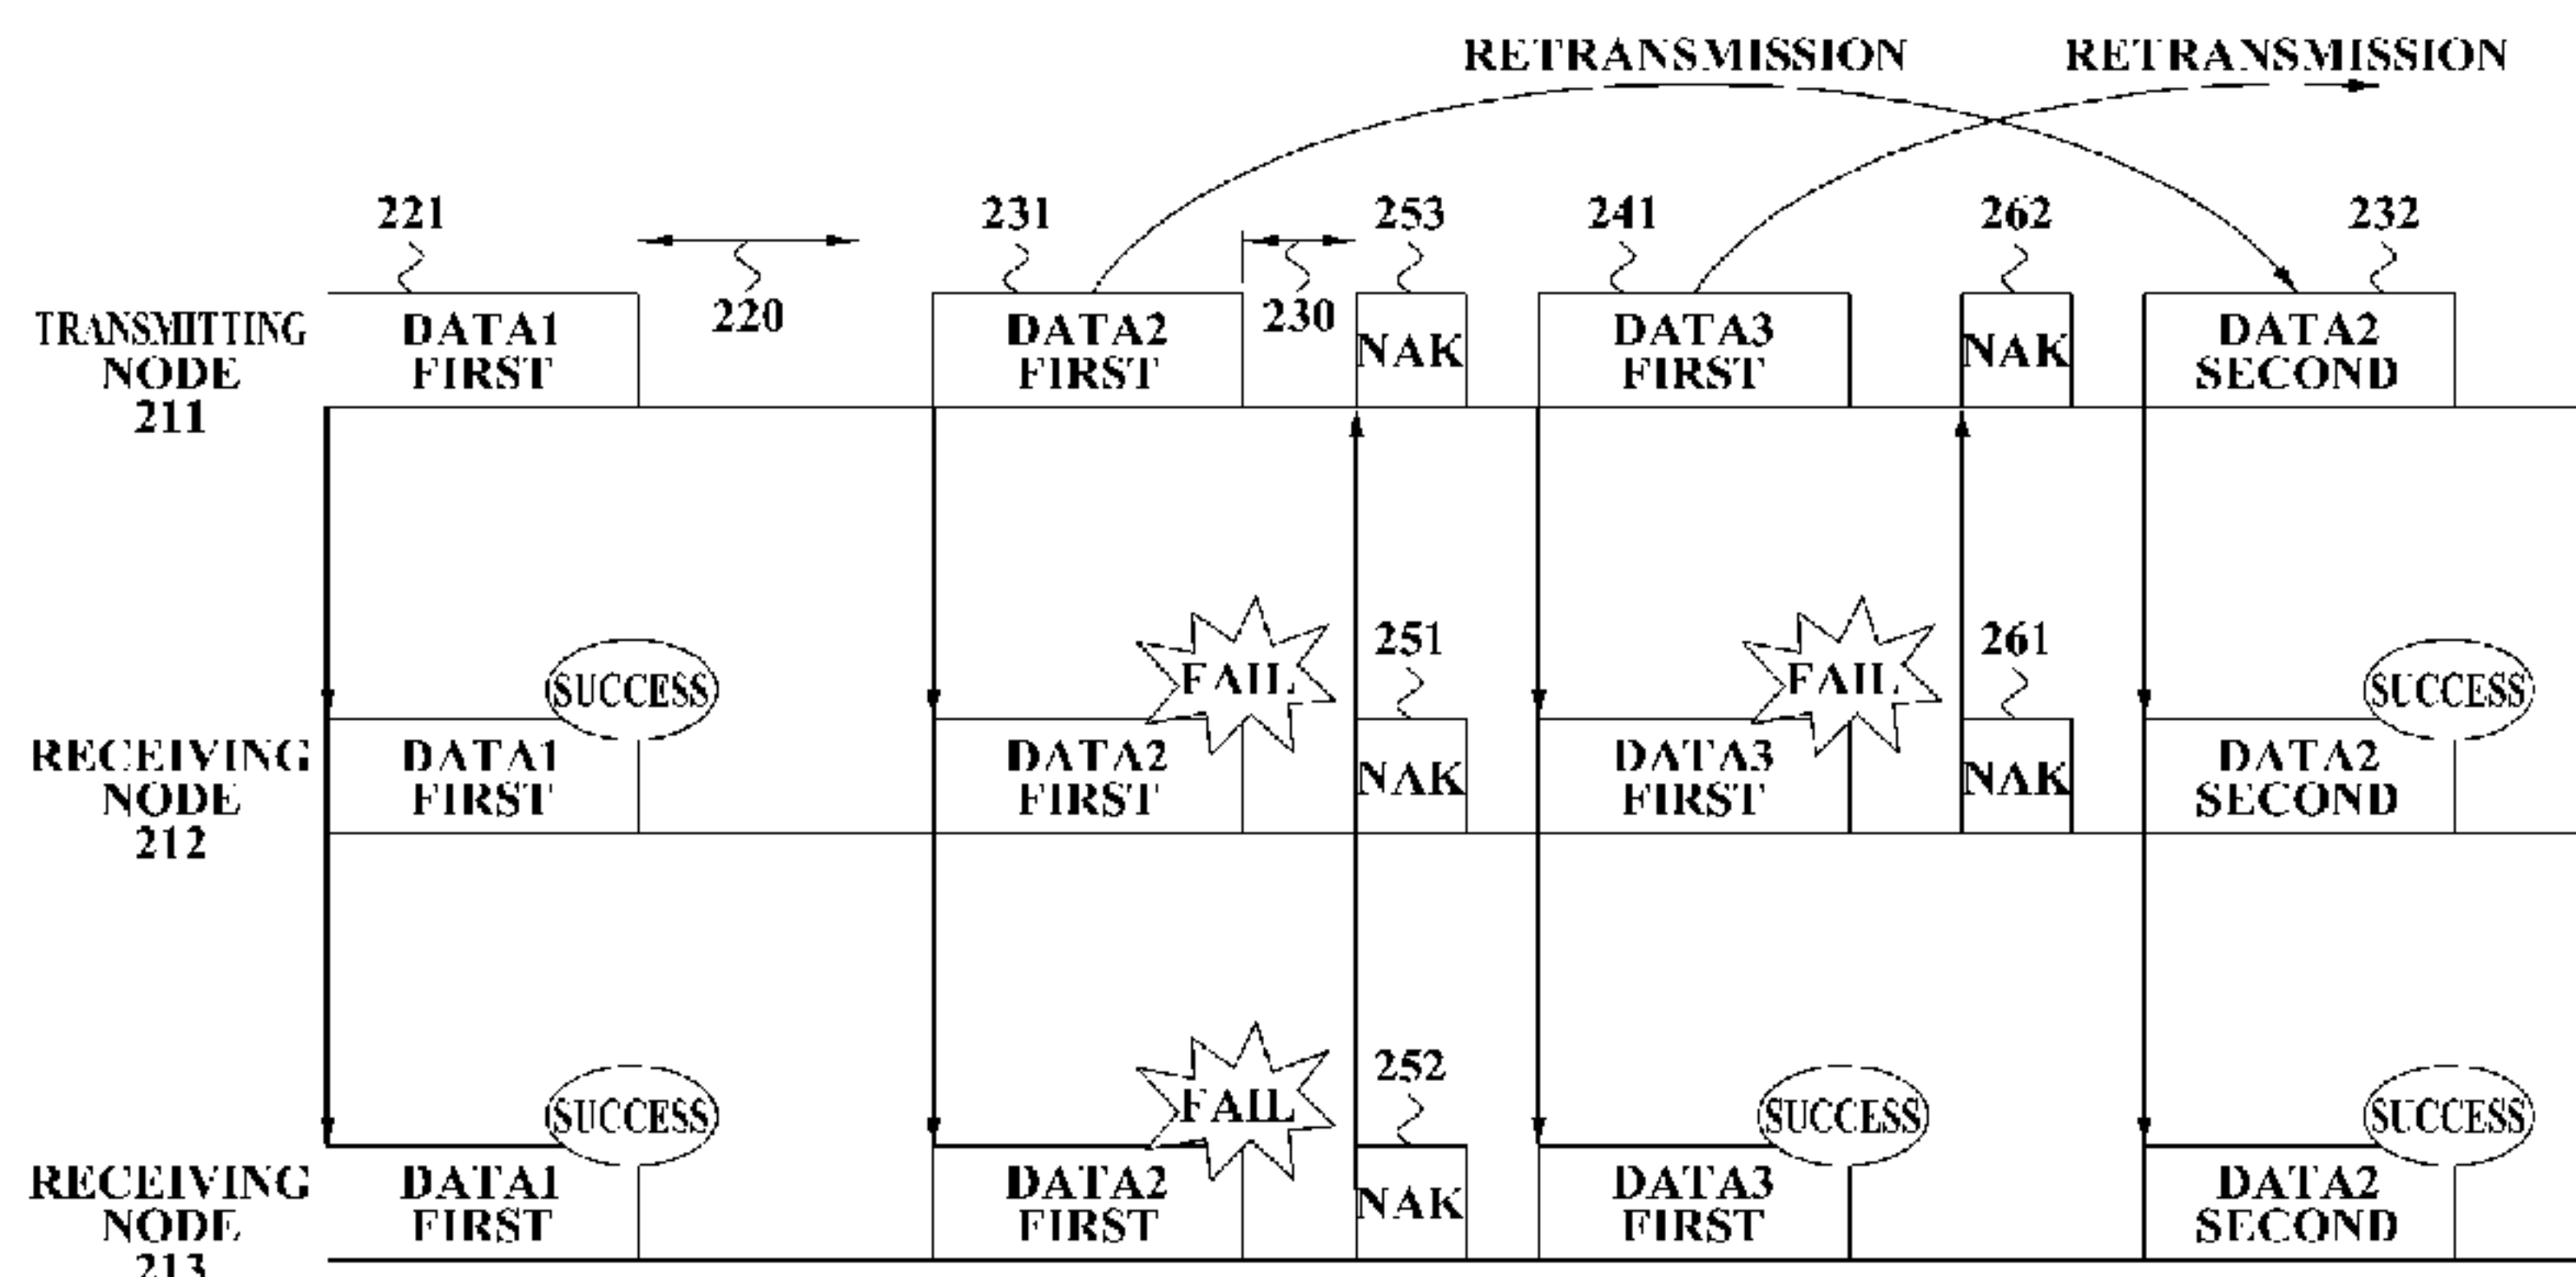 RETRANSMISSION RETRANSMISSION
221 231 253 241 262 232
220 230
TRANSMITTING
NODE
211
DATA1
FIRST
DATA2
FIRST
NAK
DATA3
FIRST
NAK
DATA2
SECOND
FAIL FAIL
251 261
SUCCESS SUCCESS
RECEIVING
NODE
212
DATA1
FIRST
DATA2
FIRST
NAK
DATA3
FIRST
NAK
DATA2
SECOND
252
SUCCESS FAIL SUCCESS SUCCESS
RECEIVING
NODE
213
DATA1
FIRST
DATA2
FIRST
NAK
DATA3
FIRST
DATA2
SECOND